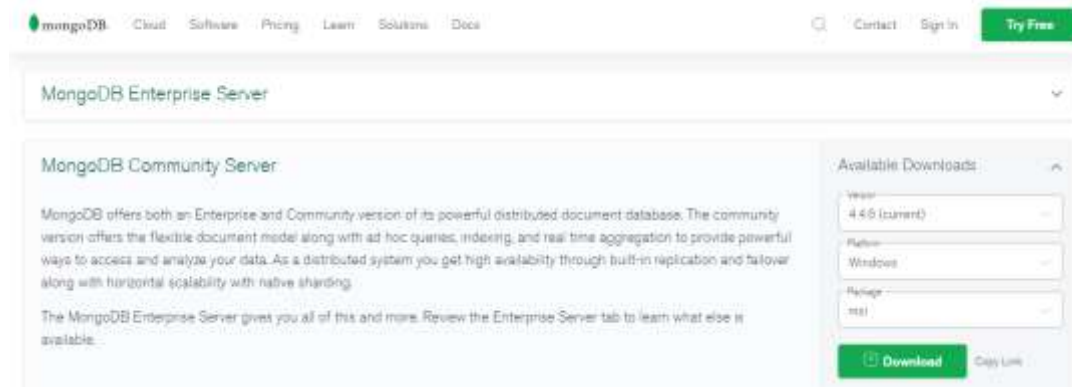 mongoDB. Cloud Software Pricing Learn Solutions Docs Contact Sign In Try Free
MongoDB Enterprise Server
MongoDB Community Server
Available Downloads
MongoDB offers both an Enterprise and Community version of its powerful distributed document database. The community
version offers the flexible document model along with ad hoc queries, indexing, and real time aggregation to provide powerful
ways to access and analyze your data. As a distributed system you get high availability through built-in replication and failover
along with horizontal scalability with native sharding.
The MongoDB Enterprise Server gives you all of this and more. Review the Enterprise Server tab to learn what else is
available.
Version
(current)
Platform
Windows
Package
msi
Download Copy Link